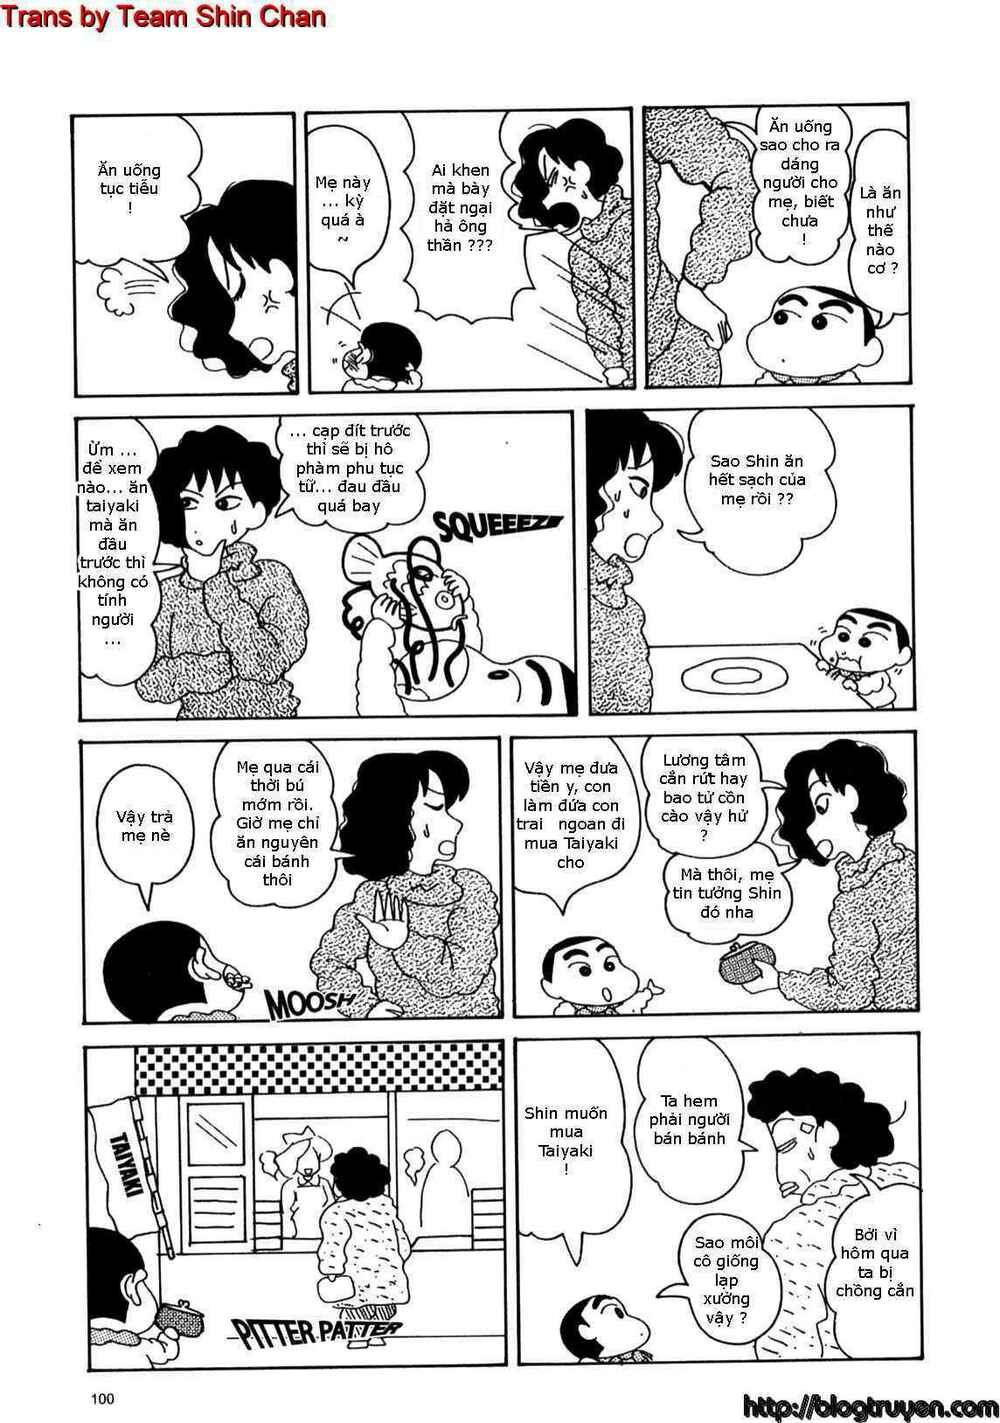 Trans by Team Shin Chan
Ăn uống
tục tiểu
!
Mẹ này
... kỳ
quá à
~
Ai khen
mà bày
đặt ngại
hả ông
thần ???
Ăn uống
sao cho ra
dáng
người cho
mẹ, biết
chưa
!
Là ăn
như
thế
nào
cơ ?
Ừm ...
để xem
nào... ăn
taiyaki
mà ăn
đầu
trước thì
không có
tính
người
...
... cạp đít trước
thì sẽ bị hô
phàm phu tục
tử... đau đầu
quá bay
SQUEEEZE
Sao Shin ăn
hết sạch của
mẹ rồi ??
Vậy trả
mẹ nè
Mẹ qua cái
thời bú
mớm rồi.
Giờ mẹ chỉ
ăn nguyên
cái bánh
thôi
MOOSH
Vậy mẹ đưa
tiền y, con
làm đứa con
trai ngoan đi
mua Taiyaki
cho
Lương tâm
cắn rứt hay
bao tử cồn
cào vậy hử
?
Mà thôi, mẹ
tin tưởng Shin
đó nha
TAIYAKI
PITTER PATTER
Shin muốn
mua
Taiyaki
!
Ta hem
phải người
bán bánh
Sao môi
cô giống
lạp
xưởng
vậy ?
Bởi vì
hôm qua
ta bị
chồng cắn
100
http://blogtruyen.com